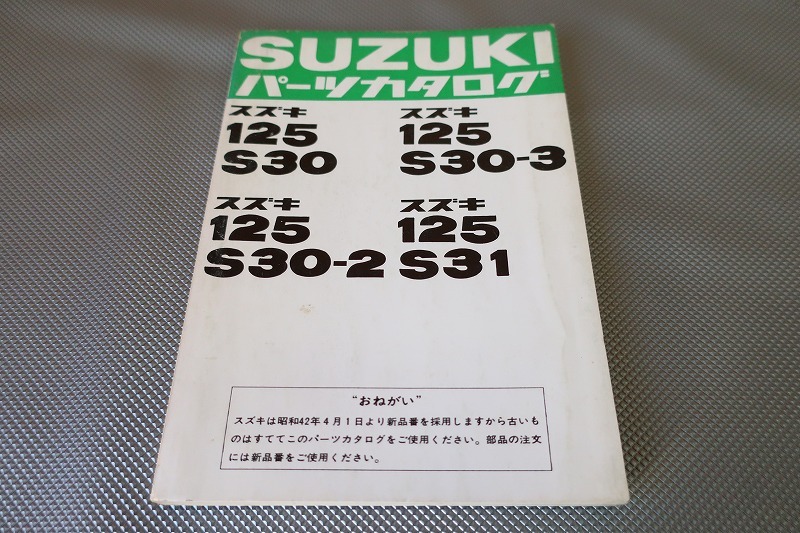 SUZUKI
パーツカタログ
スズキ
125
S30
スズキ
125
S30-3
スズキ
125
S30-2
スズキ
125
S31
“おねがい”
スズキは昭和42年4月1日より新品番を採用しますから古いも
のはすててこのパーツカタログをご使用ください。部品の注文
には新品番をご使用ください。